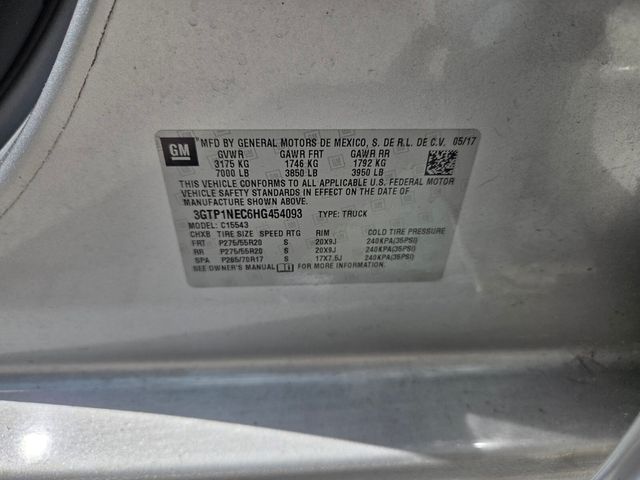 GM
MFD BY GENERAL MOTORS DE MEXICO, S. DE R.L. DE C.V. 05/17
GVWR GAWR FRT GAWR RR
3175 KG 1746 KG 1792 KG
7000 LB 3850 LB 3950 LB
THIS VEHICLE CONFORMS TO ALL APPLICABLE U.S. FEDERAL MOTOR
VEHICLE SAFETY STANDARDS IN EFFECT ON THE DATE OF
MANUFACTURE SHOWN ABOVE.
3GTP1NEC6HG454093 TYPE: TRUCK
MODEL: C15543
CHXB TIRE SIZE SPEED RTG RIM COLD TIRE PRESSURE
FRT P275/55R20 S 20X9J 240KPA(35PSI)
RR P275/55R20 S 20X9J 240KPA(35PSI)
SPA P265/70R17 S 17X7.5J 240KPA(35PSI)
SEE OWNER'S MANUAL FOR MORE INFORMATION.